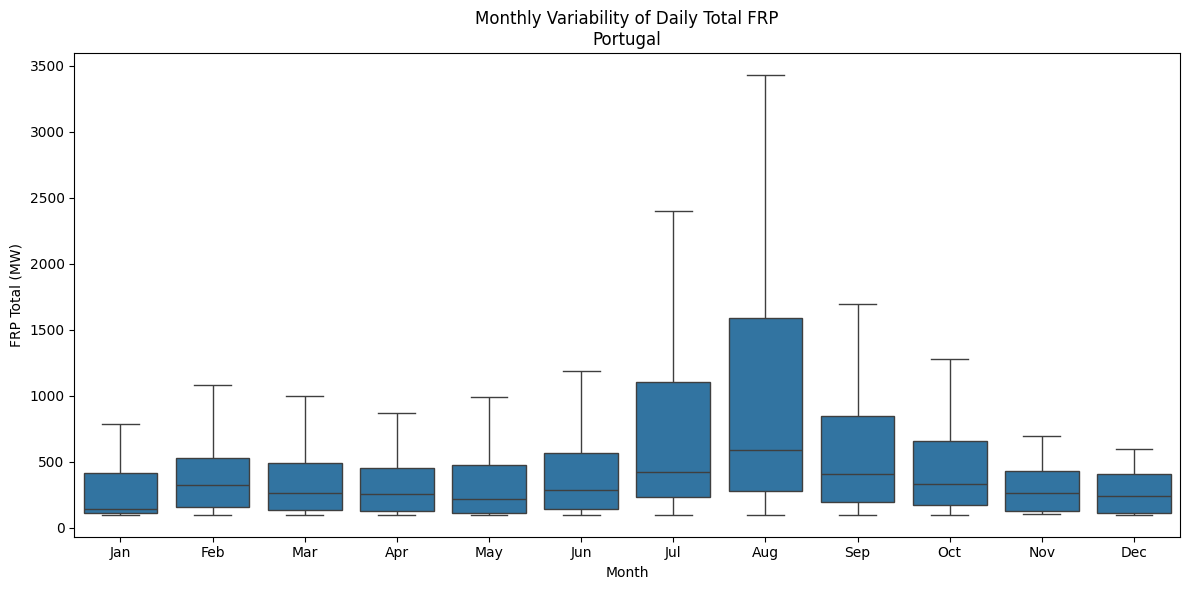 Monthly Variability of Daily Total FRP
Portugal
FRP Total (MW)
3500
3000
2500
2000
1500
1000
500
0
Jan Feb Mar Apr May Jun Jul Aug Sep Oct Nov Dec
Month